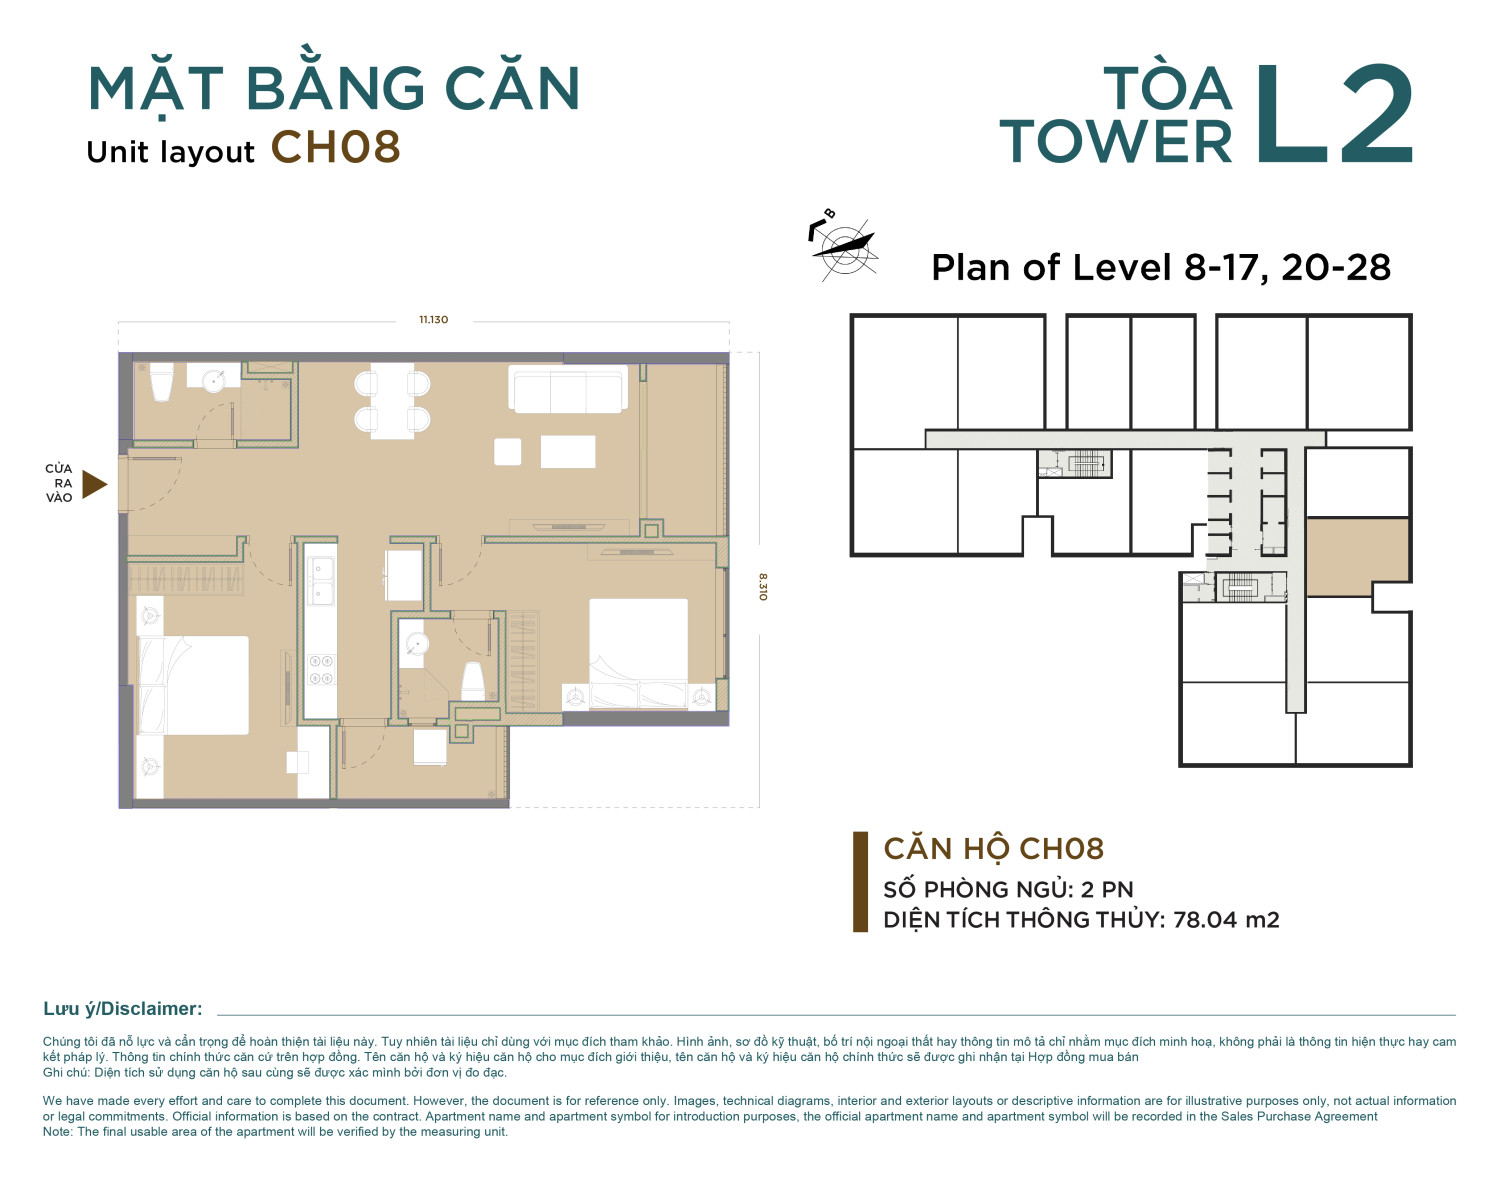 MẶT BẰNG CĂN
Unit layout CH08
TÒA
TOWER L2
B
Plan of Level 8-17, 20-28
11.130
CỬA
RA
VÀO
8.310
CĂN HỘ CH08
SỐ PHÒNG NGỦ: 2 PN
DIỆN TÍCH THÔNG THỦY: 78.04 m2
Lưu ý/Disclaimer:
Chúng tôi đã nỗ lực và cẩn trọng để hoàn thiện tài liệu này. Tuy nhiên tài liệu chỉ dùng với mục đích tham khảo. Hình ảnh, sơ đồ kỹ thuật, bố trí nội ngoại thất hay thông tin mô tả chỉ nhằm mục đích minh hoạ, không phải là thông tin hiện thực hay cam
kết pháp lý. Thông tin chính thức căn cứ trên hợp đồng. Tên căn hộ và ký hiệu căn hộ cho mục đích giới thiệu, tên căn hộ và ký hiệu căn hộ chính thức sẽ được ghi nhận tại Hợp đồng mua bán
Ghi chú: Diện tích sử dụng căn hộ sau cùng sẽ được xác minh bởi đơn vị đo đạc.
We have made every effort and care to complete this document. However, the document is for reference only. Images, technical diagrams, interior and exterior layouts or descriptive information are for illustrative purposes only, not actual information
or legal commitments. Official information is based on the contract. Apartment name and apartment symbol for introduction purposes, the official apartment name and apartment symbol will be recorded in the Sales Purchase Agreement
Note: The final usable area of the apartment will be verified by the measuring unit.